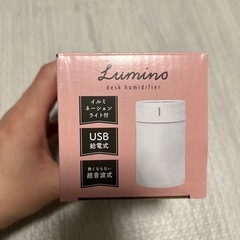 Lumino
desk humidifier
イルミ
ネーション
ライト付
USB
給電式
熱くならない
超音波式